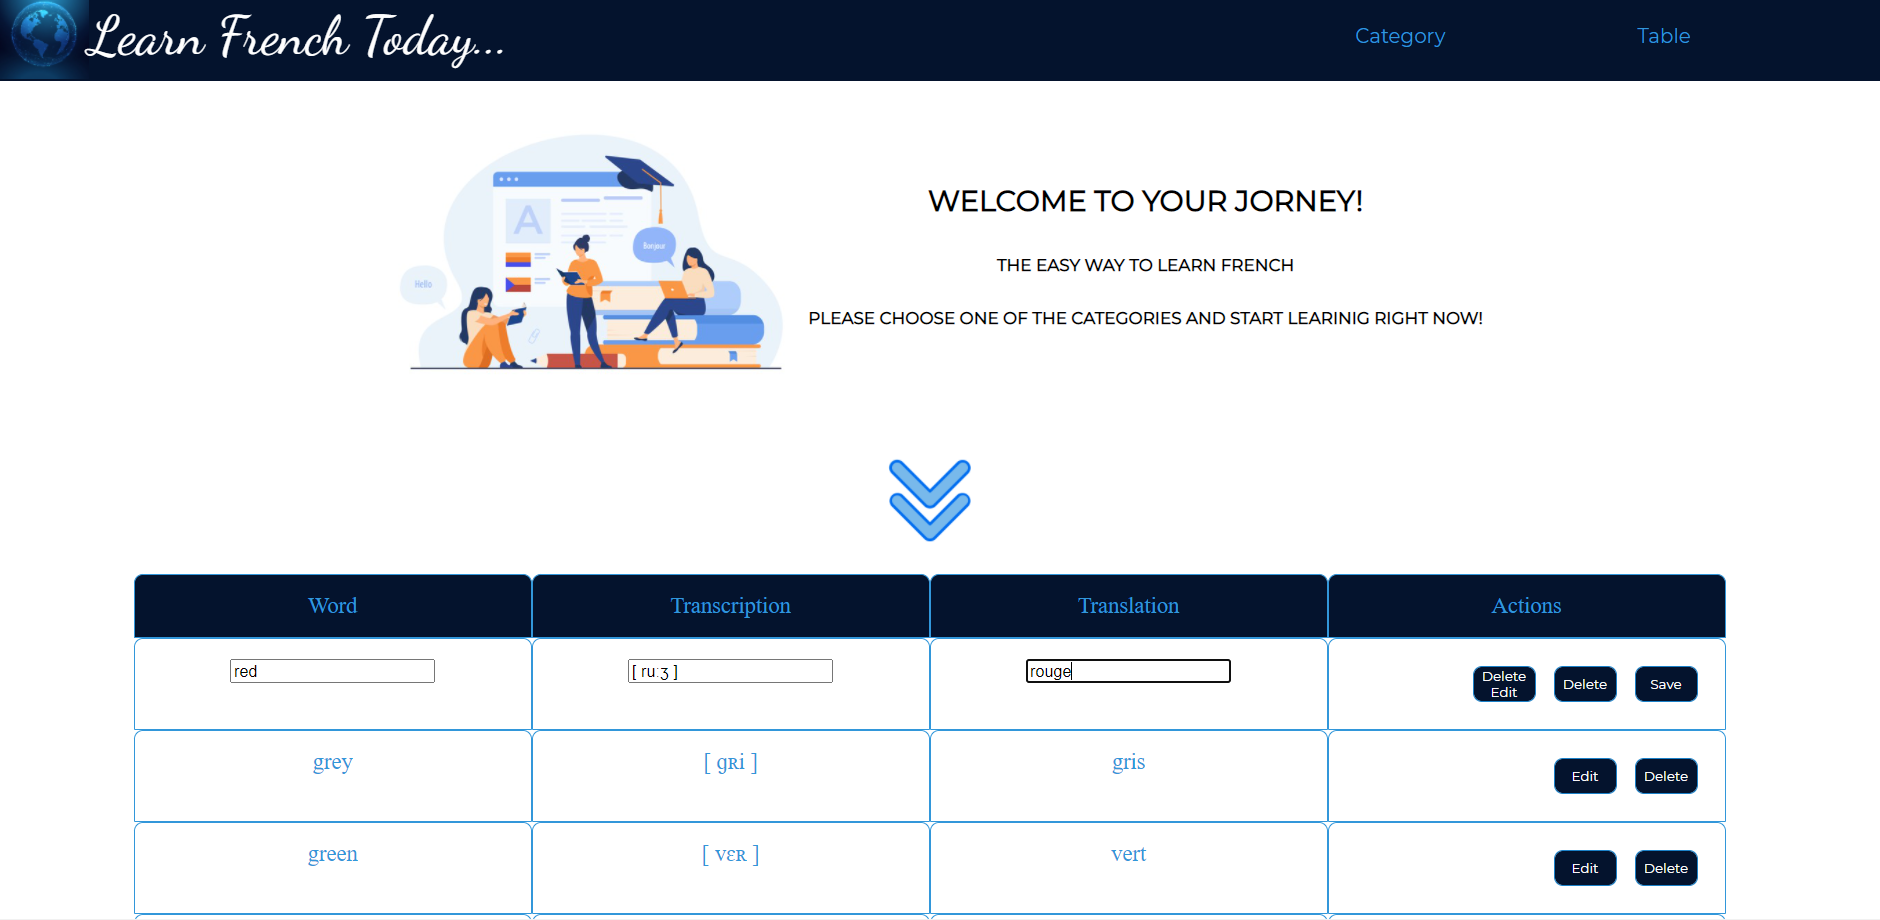 Learn French Today...
Category
Table
A
Hello
Bonjour
WELCOME TO YOUR JORNEY!
THE EASY WAY TO LEARN FRENCH
PLEASE CHOOSE ONE OF THE CATEGORIES AND START LEARINIG RIGHT NOW!
Word Transcription Translation Actions
red [ ru:ʒ ] rouge Delete Edit Delete Save
grey [ ɡʀi ] gris Edit Delete
green [ vɛʀ ] vert Edit Delete